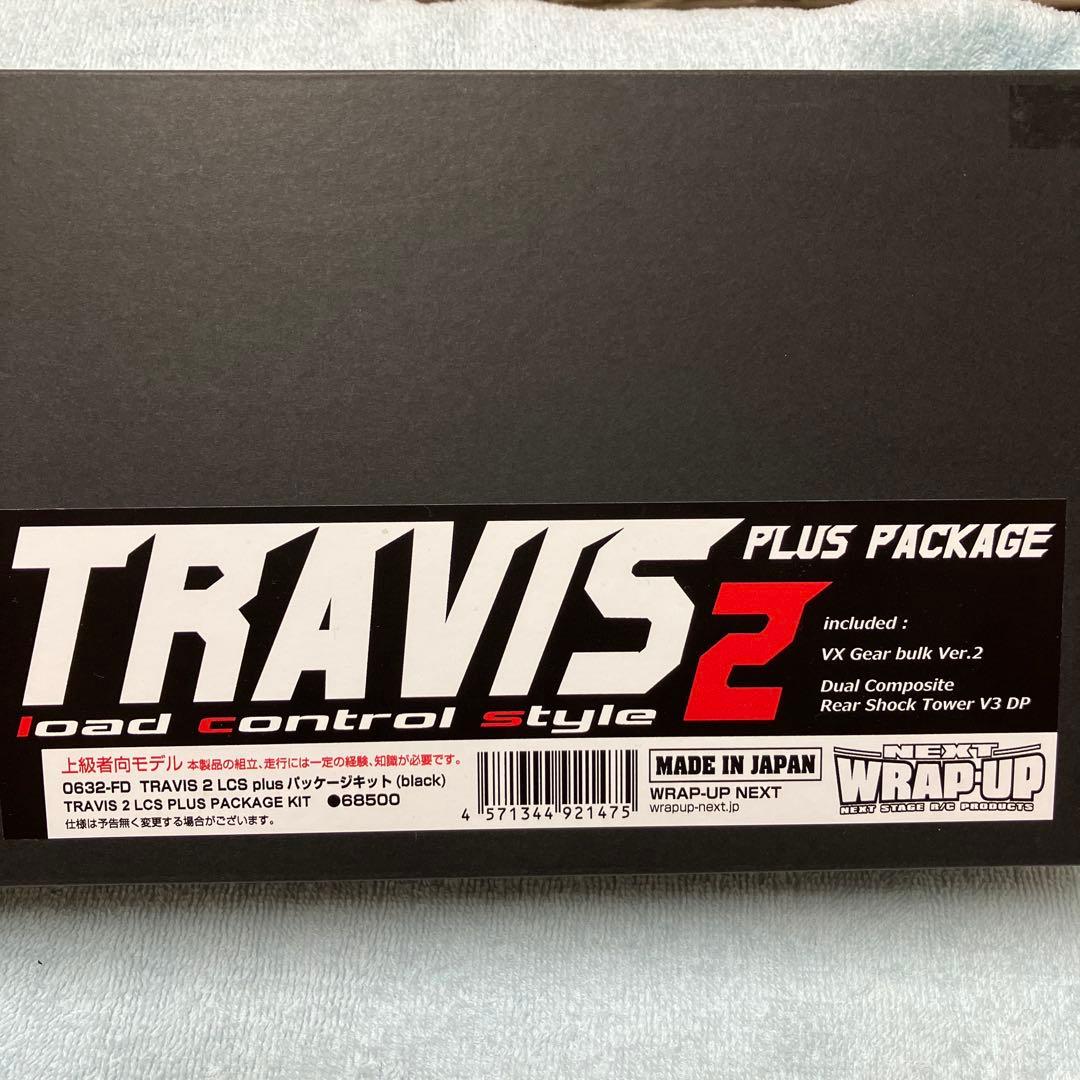 TRAVIS 2
PLUS PACKAGE
load control style
included :
VX Gear bulk Ver.2
Dual Composite
Rear Shock Tower V3 DP
上級者向モデル 本製品の組立、走行には一定の経験、知識が必要です。
0632-FD TRAVIS 2 LCS plus パッケージキット (black)
TRAVIS 2 LCS PLUS PACKAGE KIT ●68500
仕様は予告無く変更する場合がございます。
4 571344 921475
MADE IN JAPAN
WRAP-UP NEXT
wrapup-next.jp
NEXT
WRAP-UP
NEXT STAGE R/C PRODUCTS